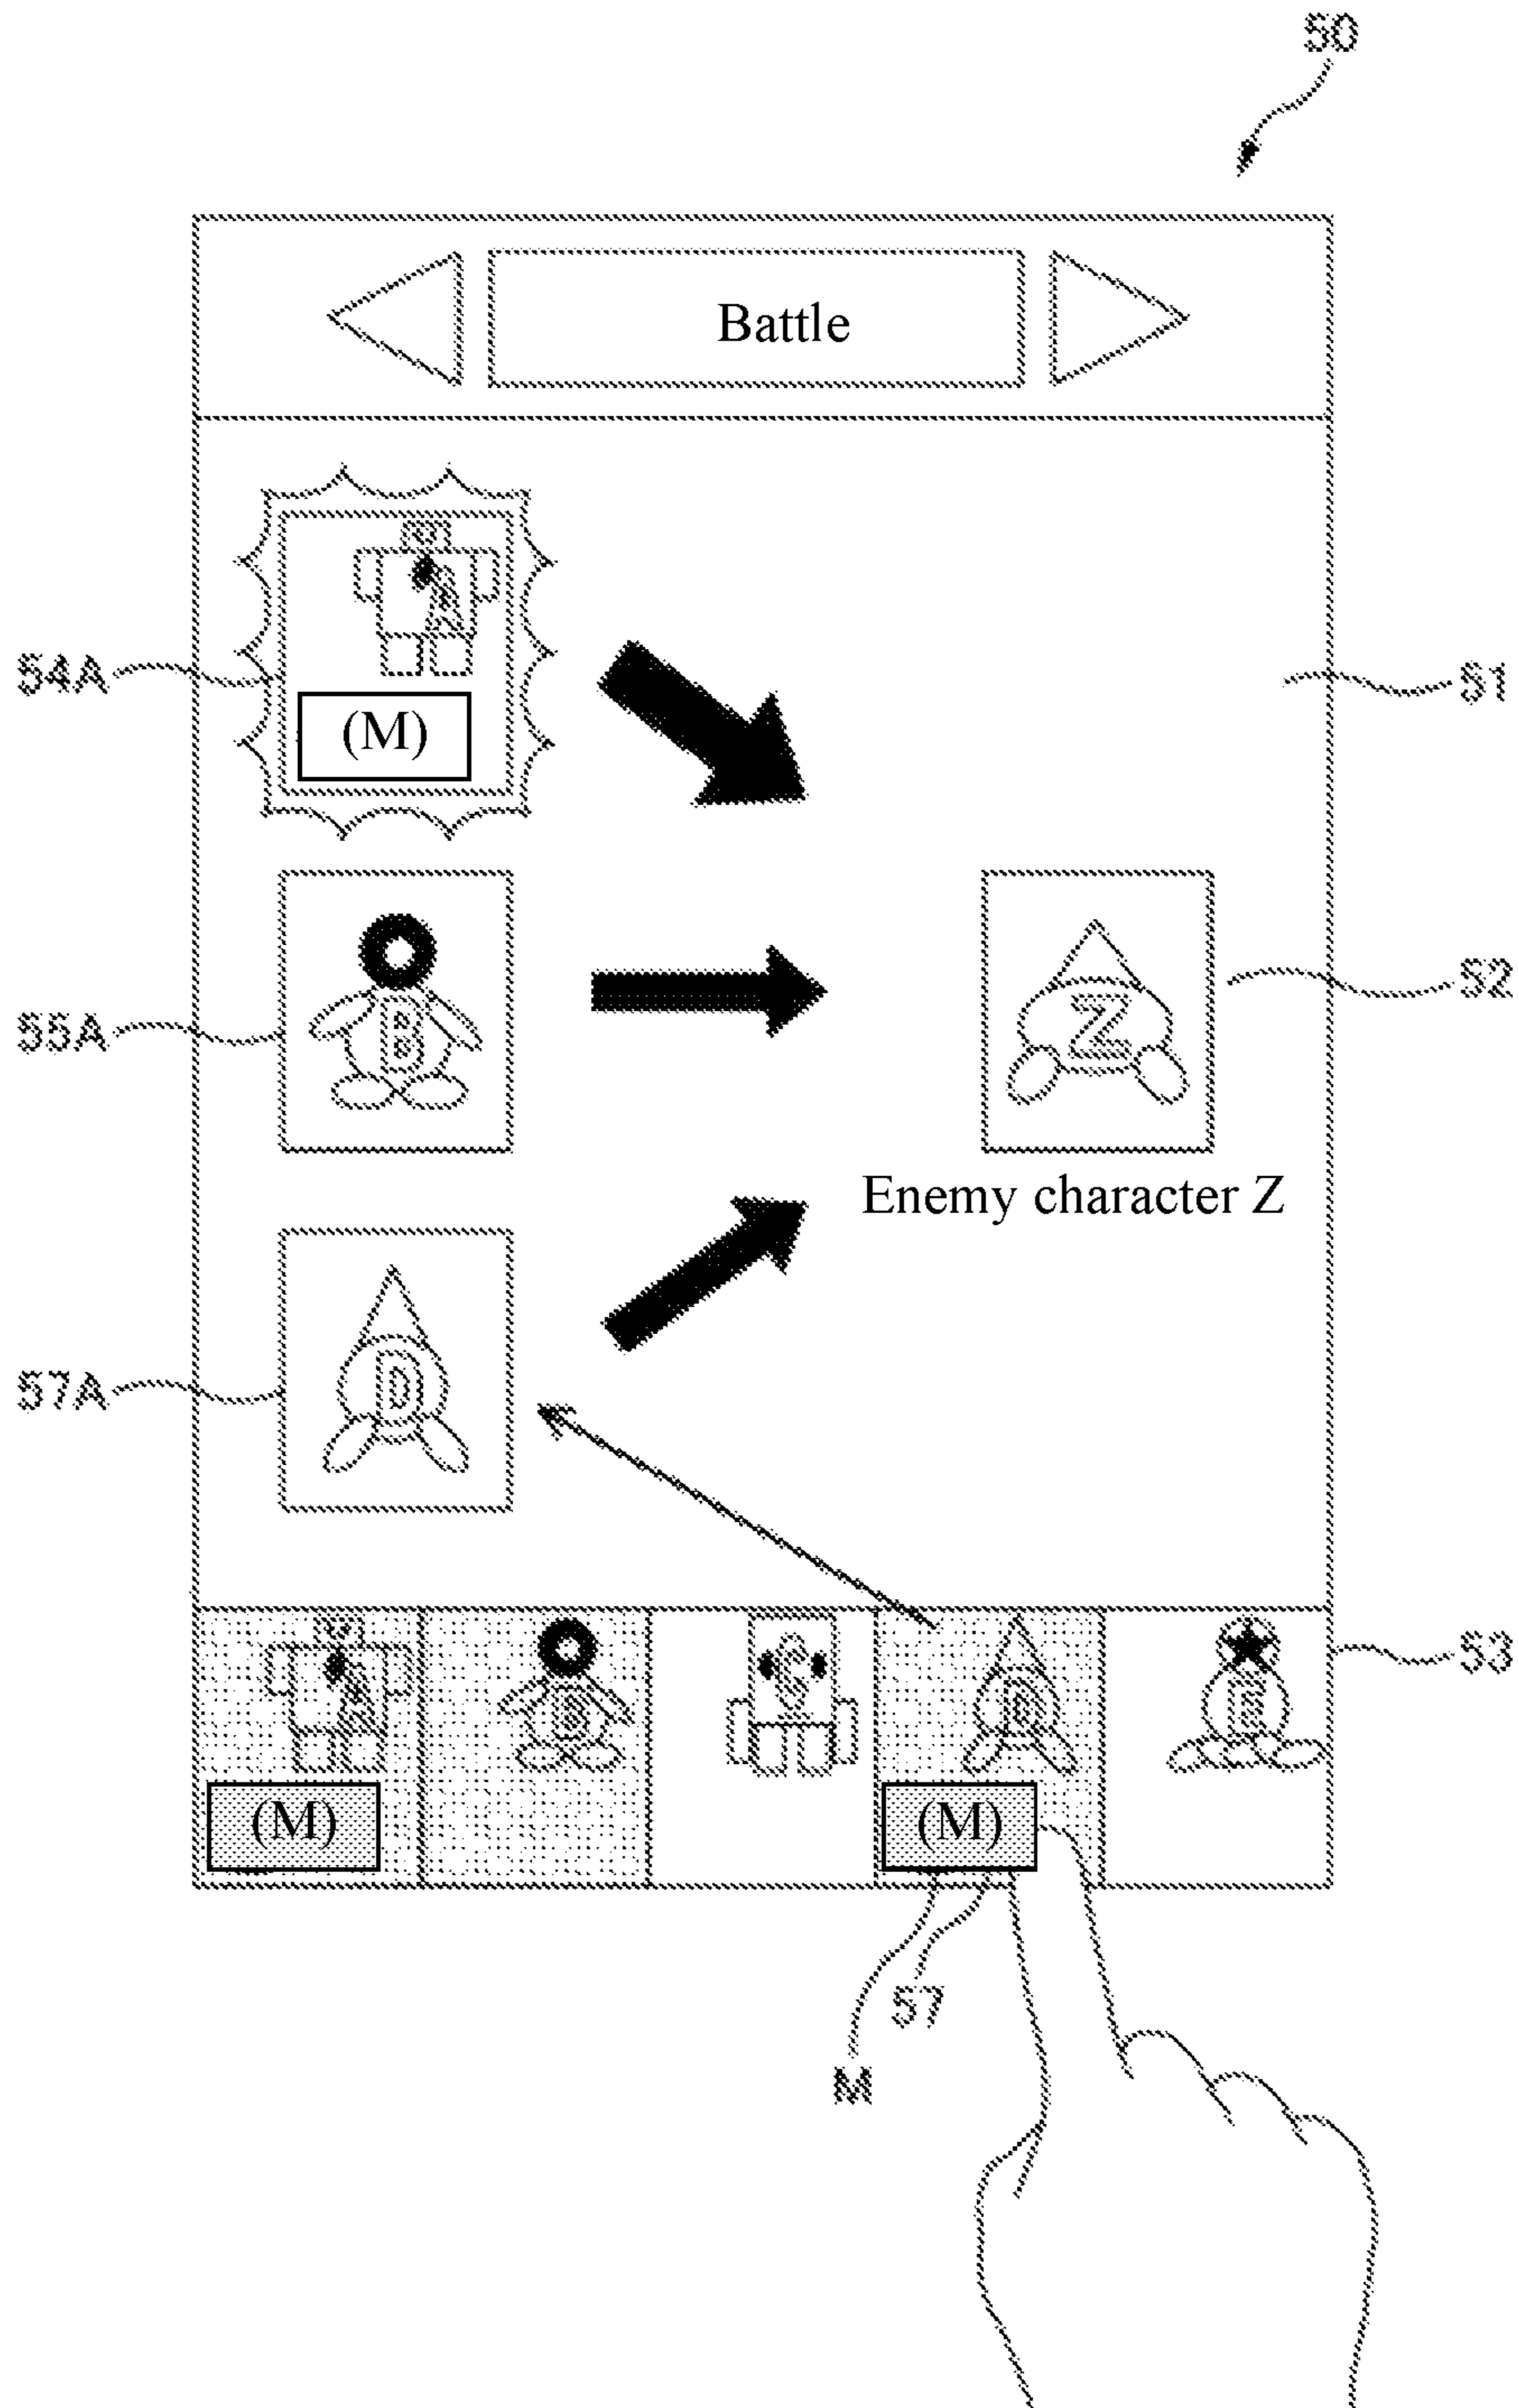 50
Battle
A
54A
51
(M)
52
55A
B
Z
Enemy character Z
57A
D
53
A
B
C
D
E
(M)
(M)
57
M